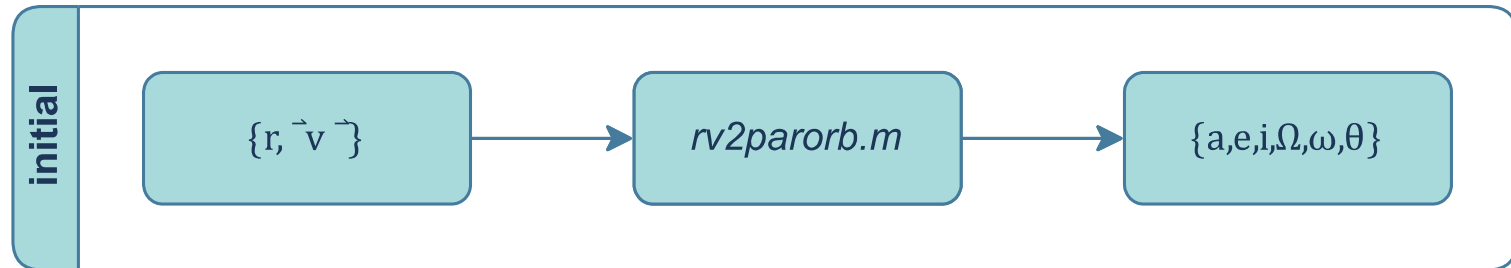 initial
{r, ⃗v ⃗}
rv2parorb.m
{a,e,i,Ω,ω,θ}